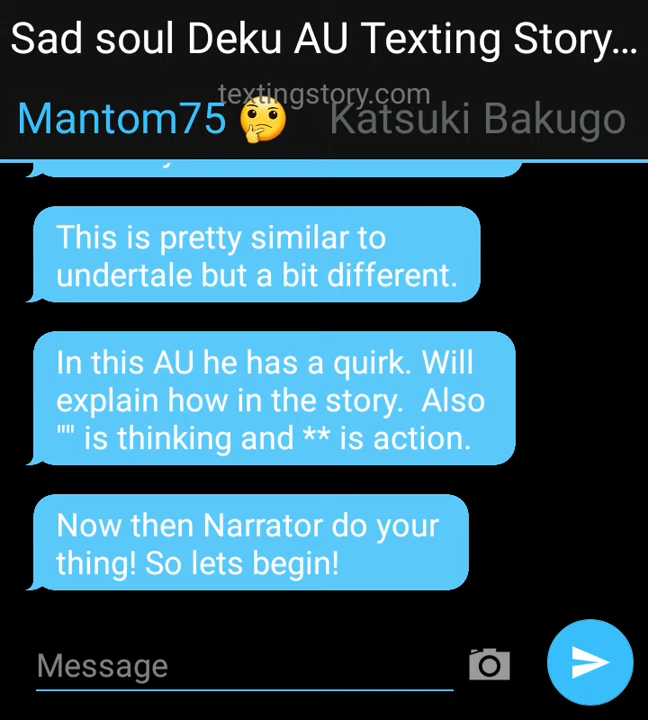 Sad soul Deku AU Texting Story...
textingstory.com
Mantom75 🤔 Katsuki Bakugo
This is pretty similar to
undertale but a bit different.
In this AU he has a quirk. Will
explain how in the story.  Also
"" is thinking and ** is action.
Now then Narrator do your
thing! So lets begin!
Message